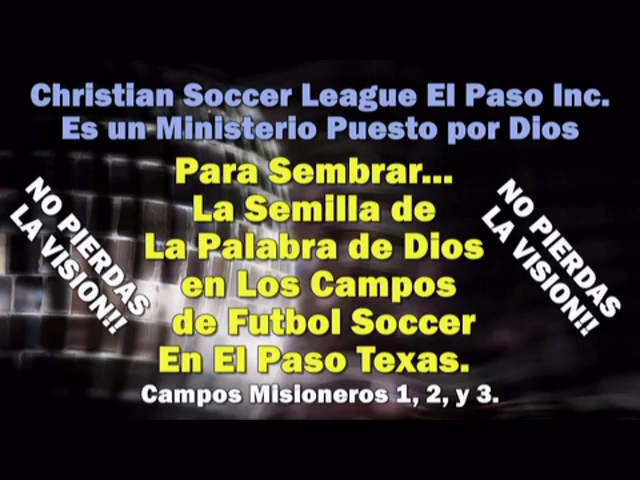 Christian Soccer League El Paso Inc.
Es un Ministerio Puesto por Dios
Para Sembrar...
La Semilla de
La Palabra de Dios
en Los Campos
de Futbol Soccer
En El Paso Texas.
Campos Misioneros 1, 2, y 3.
NO PIERDAS
LA VISION!!
NO PIERDAS
LA VISION!!